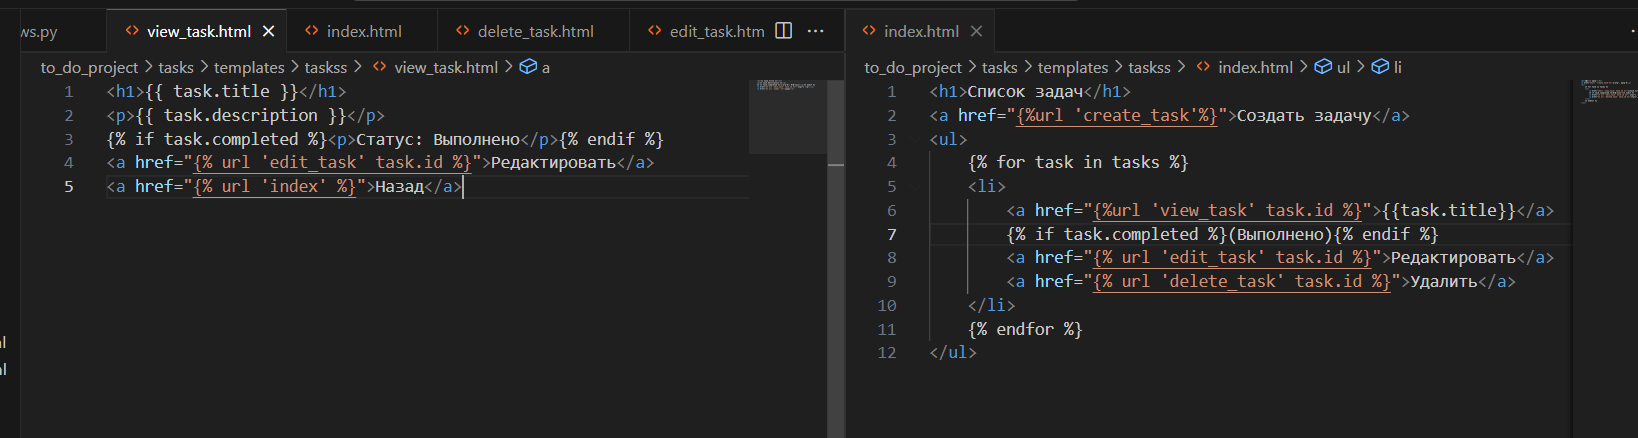 ws.py view_task.html index.html delete_task.html edit_task.htm ··· index.html
to_do_project > tasks > templates > taskss > view_task.html > a
1 <h1>{{ task.title }}</h1>
2 <p>{{ task.description }}</p>
3 {% if task.completed %}<p>Статус: Выполнено</p>{% endif %}
4 <a href="{% url 'edit_task' task.id %}">Редактировать</a>
5 <a href="{% url 'index' %}">Назад</a>
to_do_project > tasks > templates > taskss > index.html > ul > li
1 <h1>Список задач</h1>
2 <a href="{%url 'create_task'%}">Создать задачу</a>
3 <ul>
4 {% for task in tasks %}
5 <li>
6 <a href="{%url 'view_task' task.id %}">{{task.title}}</a>
7 {% if task.completed %}(Выполнено){% endif %}
8 <a href="{% url 'edit_task' task.id %}">Редактировать</a>
9 <a href="{% url 'delete_task' task.id %}">Удалить</a>
10 </li>
11 {% endfor %}
12 </ul>